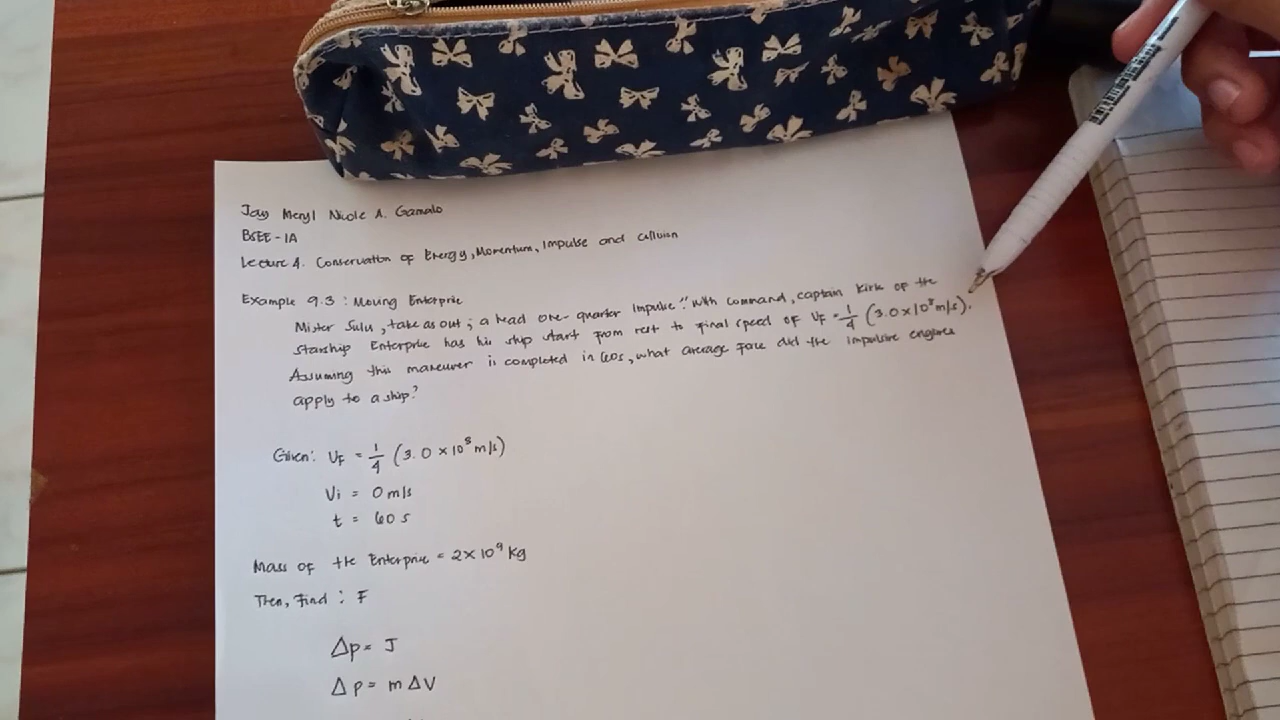 Jay Meryl Nicole A. Gamalo
BSEE - 1A
Lecture 4. Conservation of Energy, Momentum, Impulse and collision
Example 9.3 : Moving Enterprise
Mister Sulu, take as out; a head one-quarter Impulse". With command, captain Kirk of the
starship Enterprise has his ship start from rest to final speed of VF = 1/4 (3.0 x 10⁸ m/s).
Assuming this maneuver is completed in 60s, what average force did the impulsive engines
apply to a ship?
Given: VF = 1/4 (3.0 x 10⁸ m/s)
Vi = 0 m/s
t = 60 s
Mass of the Enterprise = 2 x 10⁹ kg
Then, Find : F
Δp = J
Δp = m ΔV